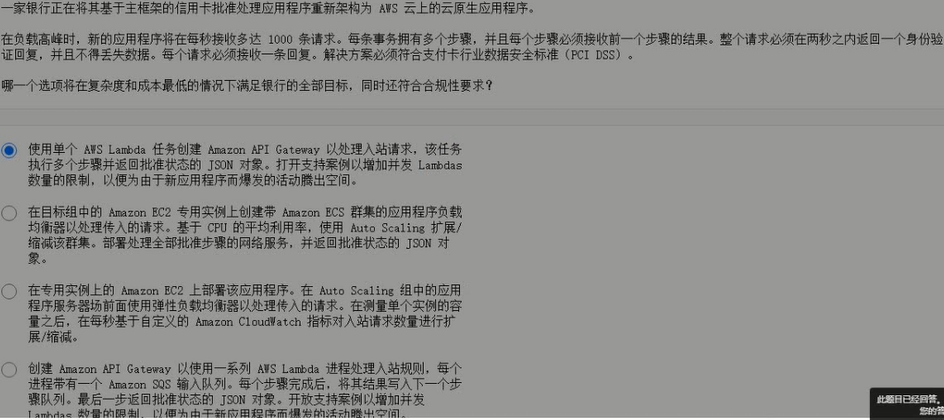 一家银行正在将其基于主框架的信用卡批准处理应用程序重新架构为 AWS 云上的云原生应用程序。
在负载高峰时，新的应用程序将在每秒接收多达 1000 条请求。每条事务拥有多个步骤，并且每个步骤必须接收前一个步骤的结果。整个请求必须在两秒之内返回一个身份验
证回复，并且不得丢失数据。每个请求必须接收一条回复。解决方案必须符合支付卡行业数据安全标准（PCI DSS）。
哪一个选项将在复杂度和成本最低的情况下满足银行的全部目标，同时还符合合规性要求？
使用单个 AWS Lambda 任务创建 Amazon API Gateway 以处理入站请求，该任务
执行多个步骤并返回批准状态的 JSON 对象。打开支持案例以增加并发 Lambdas
数量的限制，以便为由于新应用程序而爆发的活动腾出空间。
在目标组中的 Amazon EC2 专用实例上创建带 Amazon ECS 群集的应用程序负载
均衡器以处理传入的请求。基于 CPU 的平均利用率，使用 Auto Scaling 扩展/
缩减该群集。部署处理全部批准步骤的网络服务，并返回批准状态的 JSON 对
象。
在专用实例上的 Amazon EC2 上部署该应用程序。在 Auto Scaling 组中的应用
程序服务器场前面使用弹性负载均衡器以处理传入的请求。在测量单个实例的容
量之后，在每秒基于自定义的 Amazon CloudWatch 指标对入站请求数量进行扩
展/缩减。
创建 Amazon API Gateway 以使用一系列 AWS Lambda 进程处理入站规则，每个
进程带有一个 Amazon SQS 输入队列。每个步骤完成后，将其结果写入下一个步
骤队列。最后一步返回批准状态的 JSON 对象。开放支持案例以增加并发
Lambdas 数量的限制，以便为由于新应用程序而爆发的活动腾出空间。
此题目已经回答。
您的答